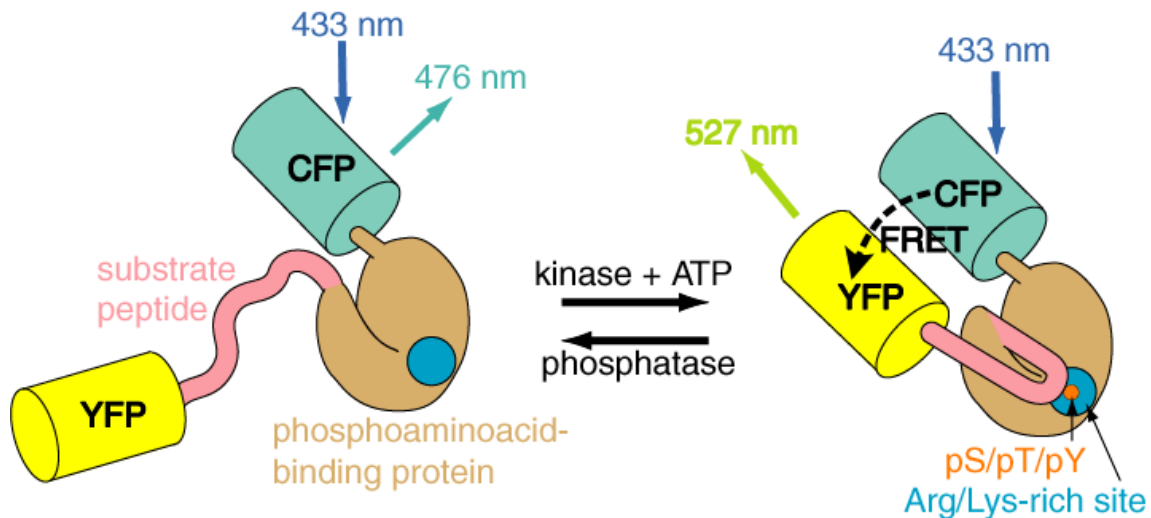 433 nm
476 nm
CFP
substrate
peptide
YFP
phosphoaminoacid-
binding protein
kinase + ATP
phosphatase
433 nm
527 nm
CFP
FRET
YFP
pS/pT/pY
Arg/Lys-rich site